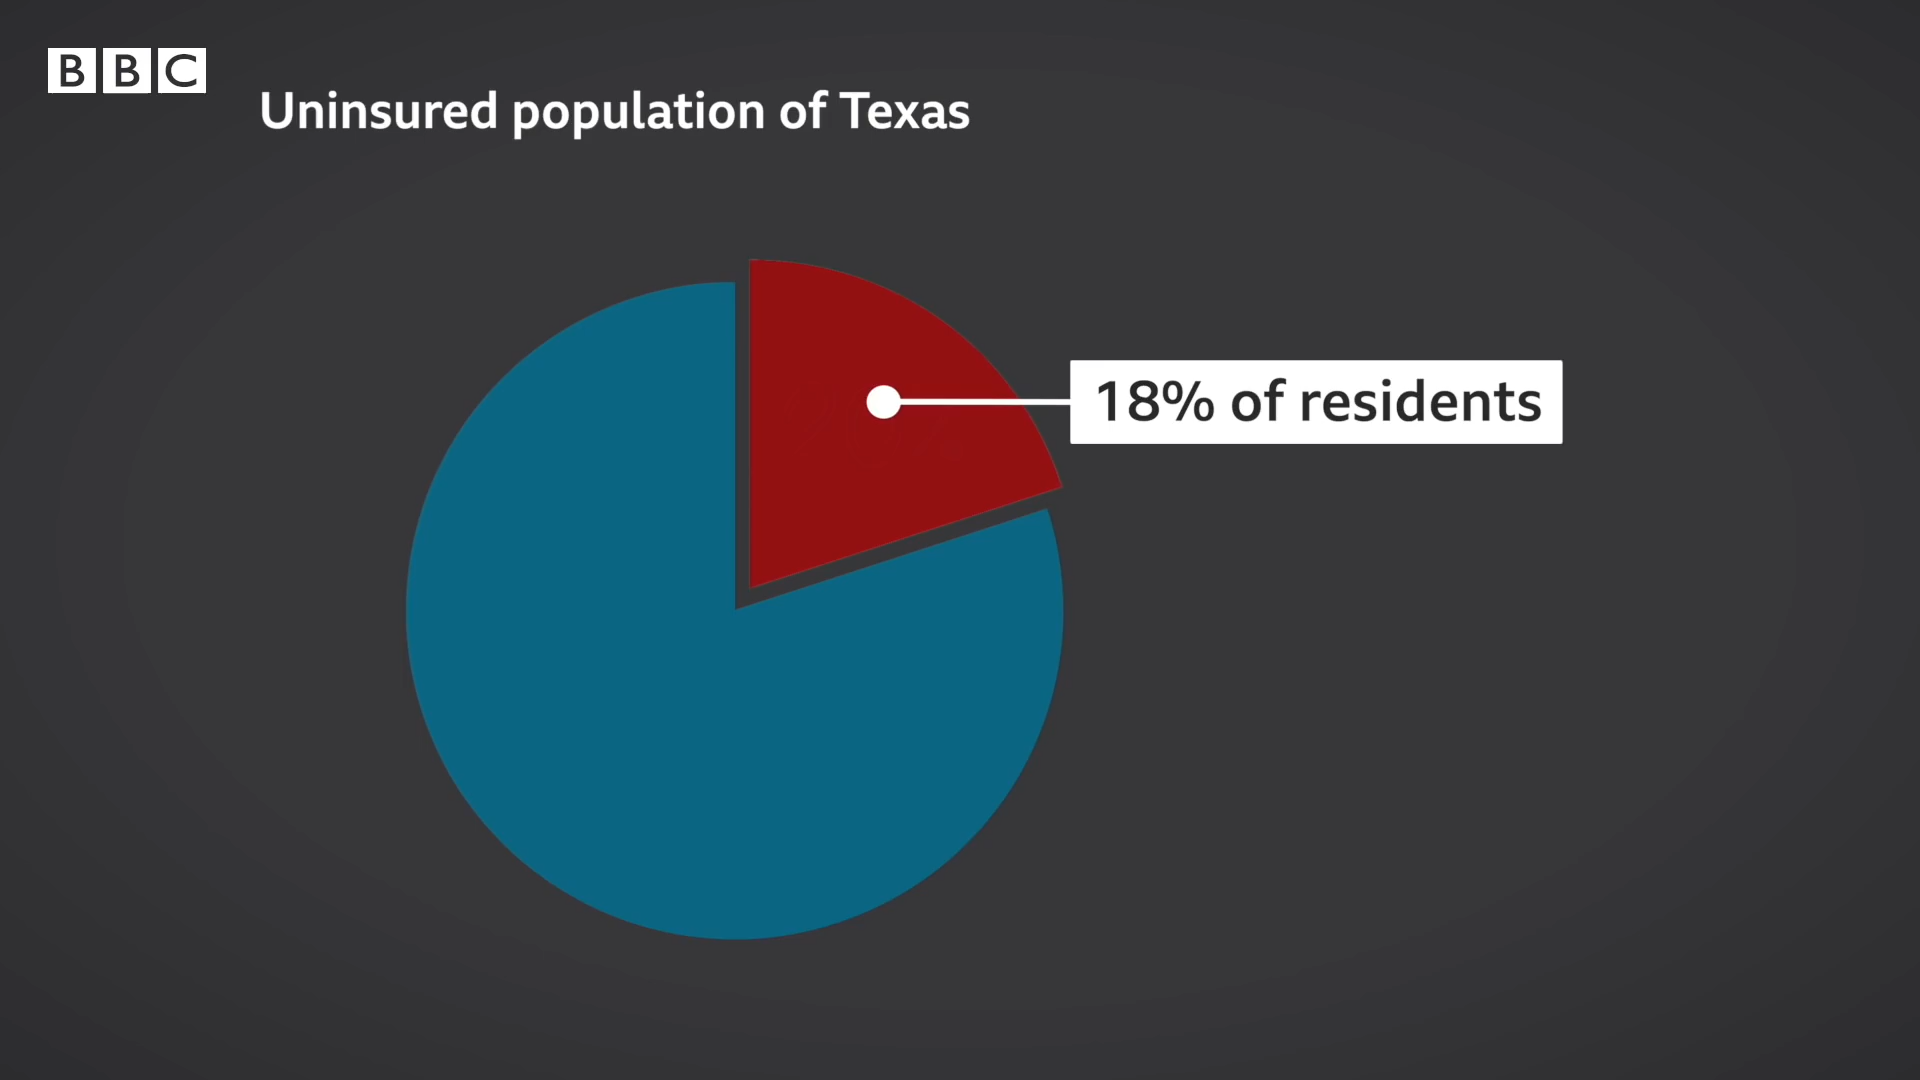 BBC
Uninsured population of Texas
18% of residents